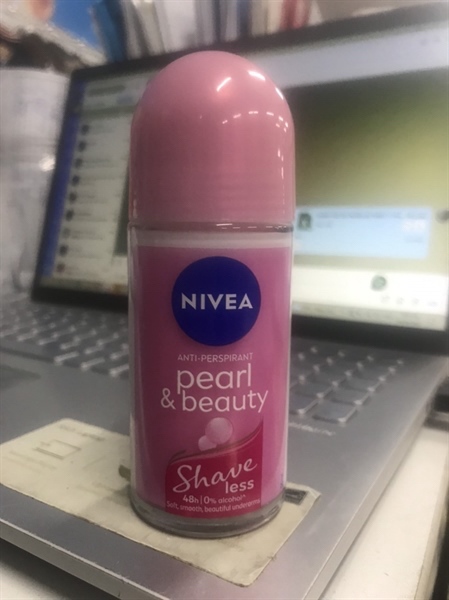 NIVEA
ANTI-PERSPIRANT
pearl
& beauty
Shave
less
48h | 0% alcohol*
Soft, smooth, beautiful underarms